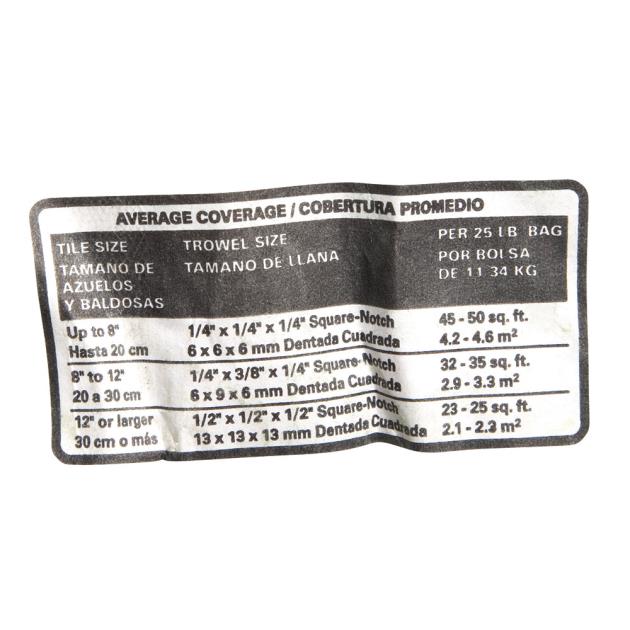 AVERAGE COVERAGE / COBERTURA PROMEDIO
TILE SIZE TROWEL SIZE PER 25 LB BAG
TAMANO DE TAMANO DE LLANA POR BOLSA
AZUELOS DE 11 34 KG
Y BALDOSAS
Up to 8" 1/4" x 1/4" x 1/4" Square-Notch 45 - 50 sq. ft.
Hasta 20 cm 6 x 6 x 6 mm Dentada Cuadrada 4.2 - 4.6 m²
8" to 12" 1/4" x 3/8" x 1/4" Square-Notch 32 - 35 sq. ft.
20 a 30 cm 6 x 9 x 6 mm Dentada Cuadrada 2.9 - 3.3 m²
12" or larger 1/2" x 1/2" x 1/2" Square-Notch 23 - 25 sq. ft.
30 cm o más 13 x 13 x 13 mm Dentada Cuadrada 2.1 - 2.3 m²